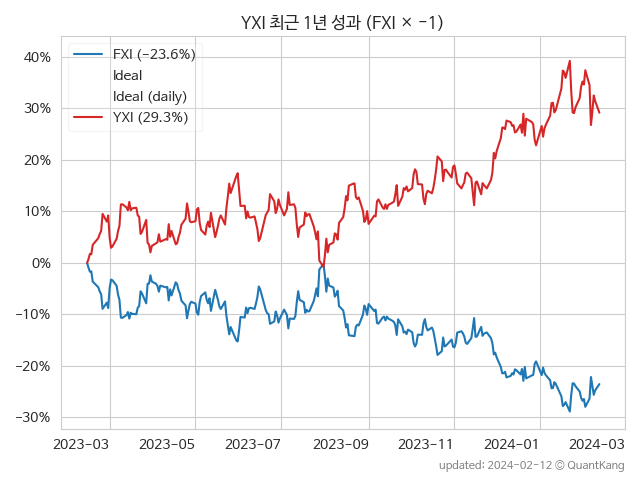 YXI 최근 1년 성과 (FXI × −1)
FXI (−23.6%)
Ideal
Ideal (daily)
YXI (29.3%)
40%
30%
20%
10%
0%
−10%
−20%
−30%
2023−03 2023−05 2023−07 2023−09 2023−11 2024−01 2024−03
updated: 2024−02−12 © QuantKang